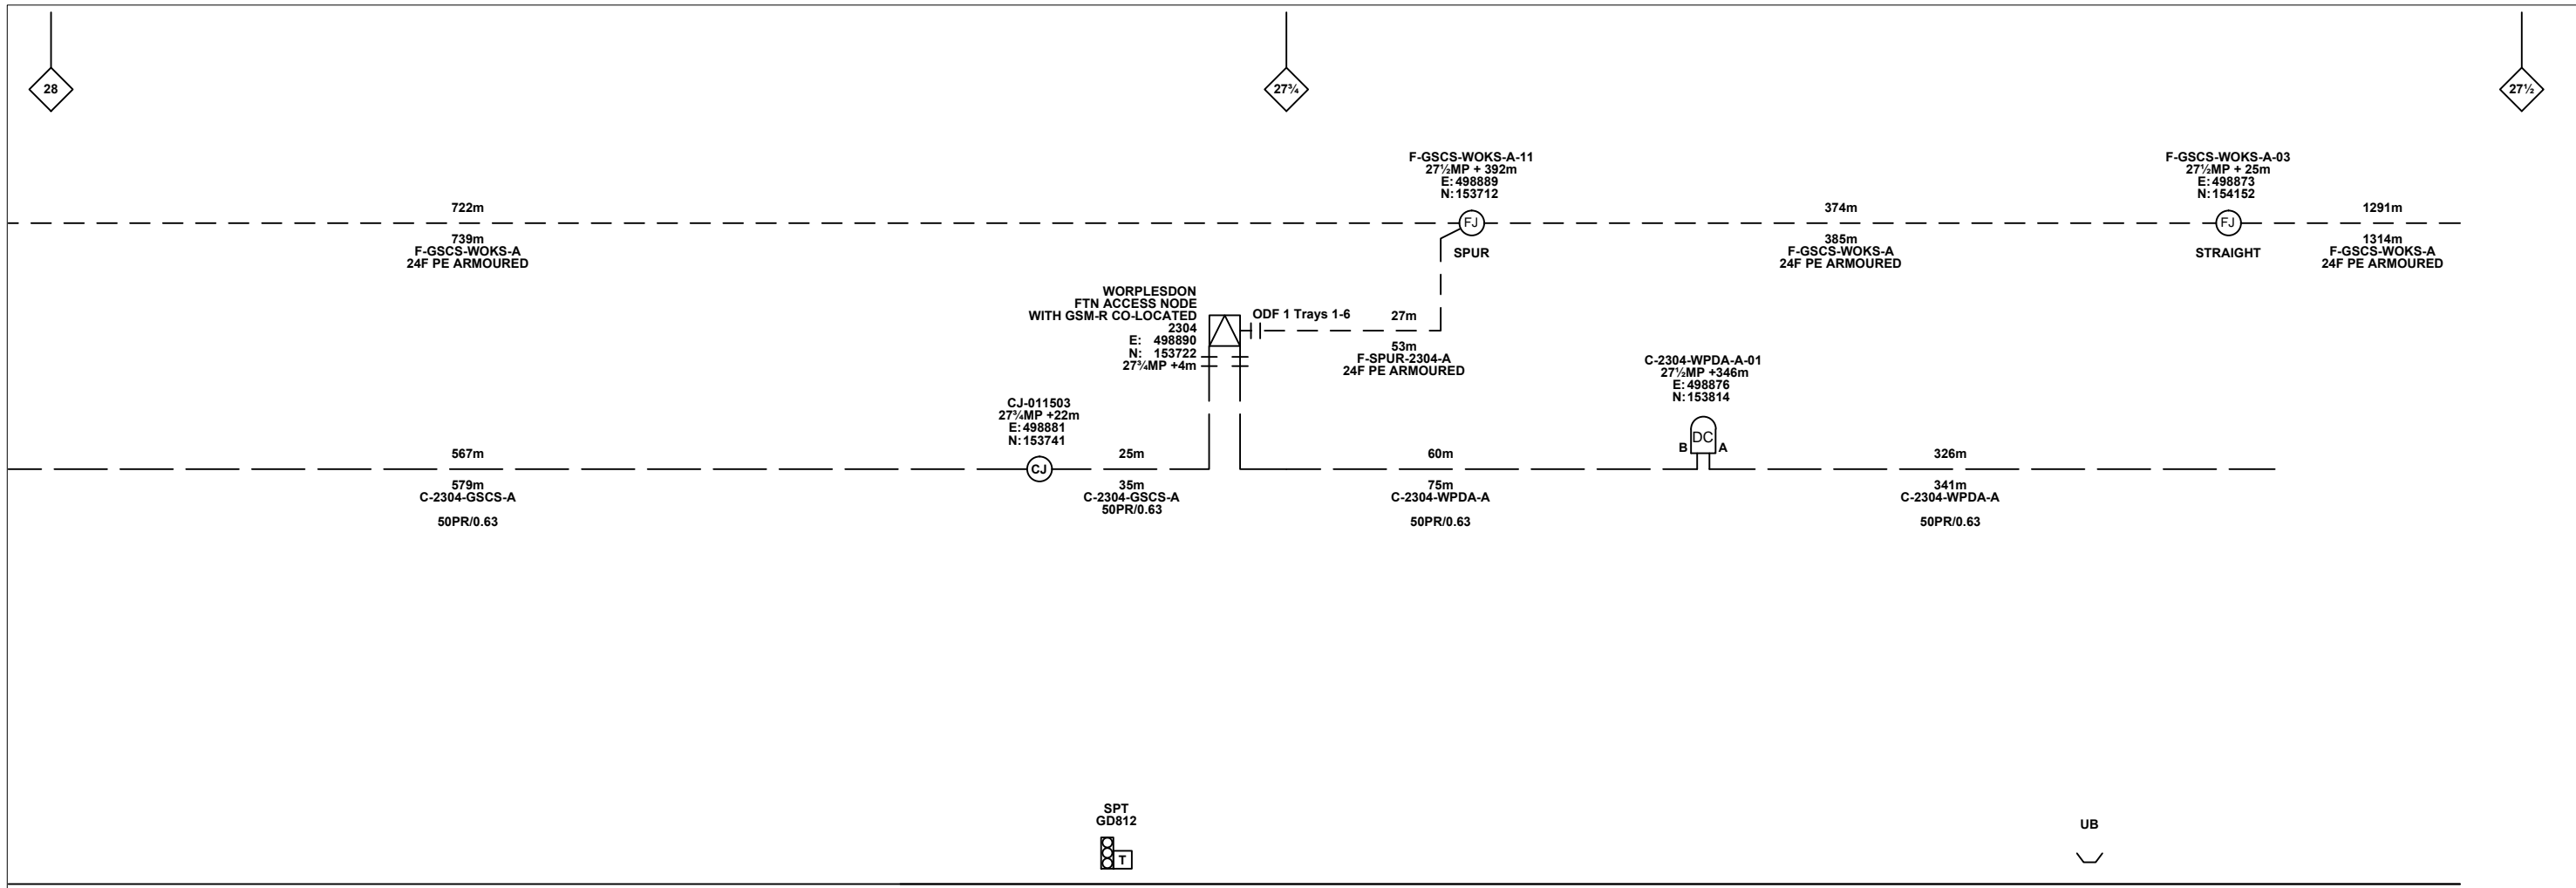 28
27¾
27½
F-GSCS-WOKS-A-11
27½MP + 392m
E: 498889
N: 153712
F-GSCS-WOKS-A-03
27½MP + 25m
E: 498873
N: 154152
722m
374m
1291m
FJ
FJ
739m
F-GSCS-WOKS-A
24F PE ARMOURED
SPUR
385m
F-GSCS-WOKS-A
24F PE ARMOURED
STRAIGHT
1314m
F-GSCS-WOKS-A
24F PE ARMOURED
WORPLESDON
FTN ACCESS NODE
WITH GSM-R CO-LOCATED
2304
E: 498890
N: 153722
27¾MP +4m
ODF 1 Trays 1-6
27m
53m
F-SPUR-2304-A
24F PE ARMOURED
C-2304-WPDA-A-01
27½MP +346m
E: 498876
N: 153814
CJ-011503
27¾MP +22m
E: 498881
N: 153741
DC
B
A
567m
25m
60m
326m
CJ
579m
C-2304-GSCS-A
50PR/0.63
35m
C-2304-GSCS-A
50PR/0.63
75m
C-2304-WPDA-A
50PR/0.63
341m
C-2304-WPDA-A
50PR/0.63
SPT
GD812
T
UB